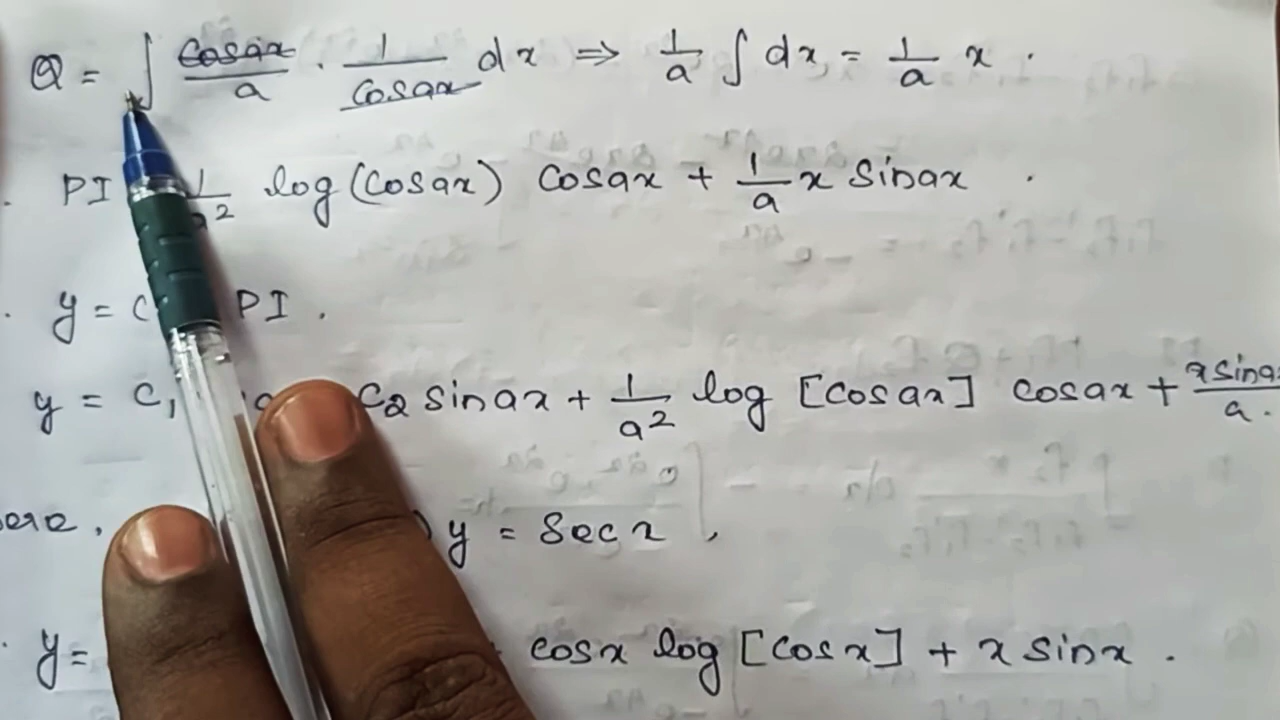 Q = ∫ cosax/a · 1/cosax dx ⇒ 1/a ∫ dx = 1/a x .
PI 1/a² log(cosax) cosax + 1/a x sinax .
y = C PI .
y = C₁ C₂ sinax + 1/a² log [cosax] cosax + x sina/a .
y = Secx ,
y = cosx log [cosx] + x sinx .